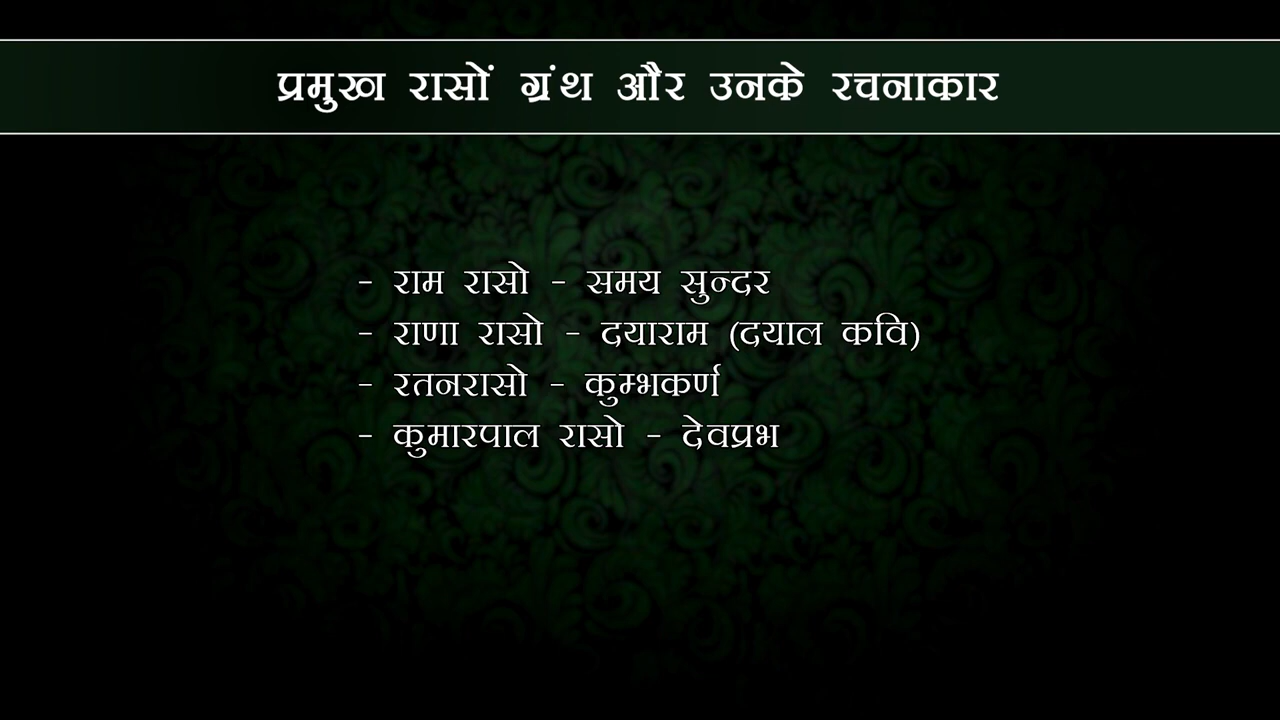 प्रमुख रासों ग्रंथ और उनके रचनाकार
- राम रासो - समय सुन्दर
- राणा रासो - दयाराम (दयाल कवि)
- रतनरासो - कुम्भकर्ण
- कुमारपाल रासो - देवप्रभ